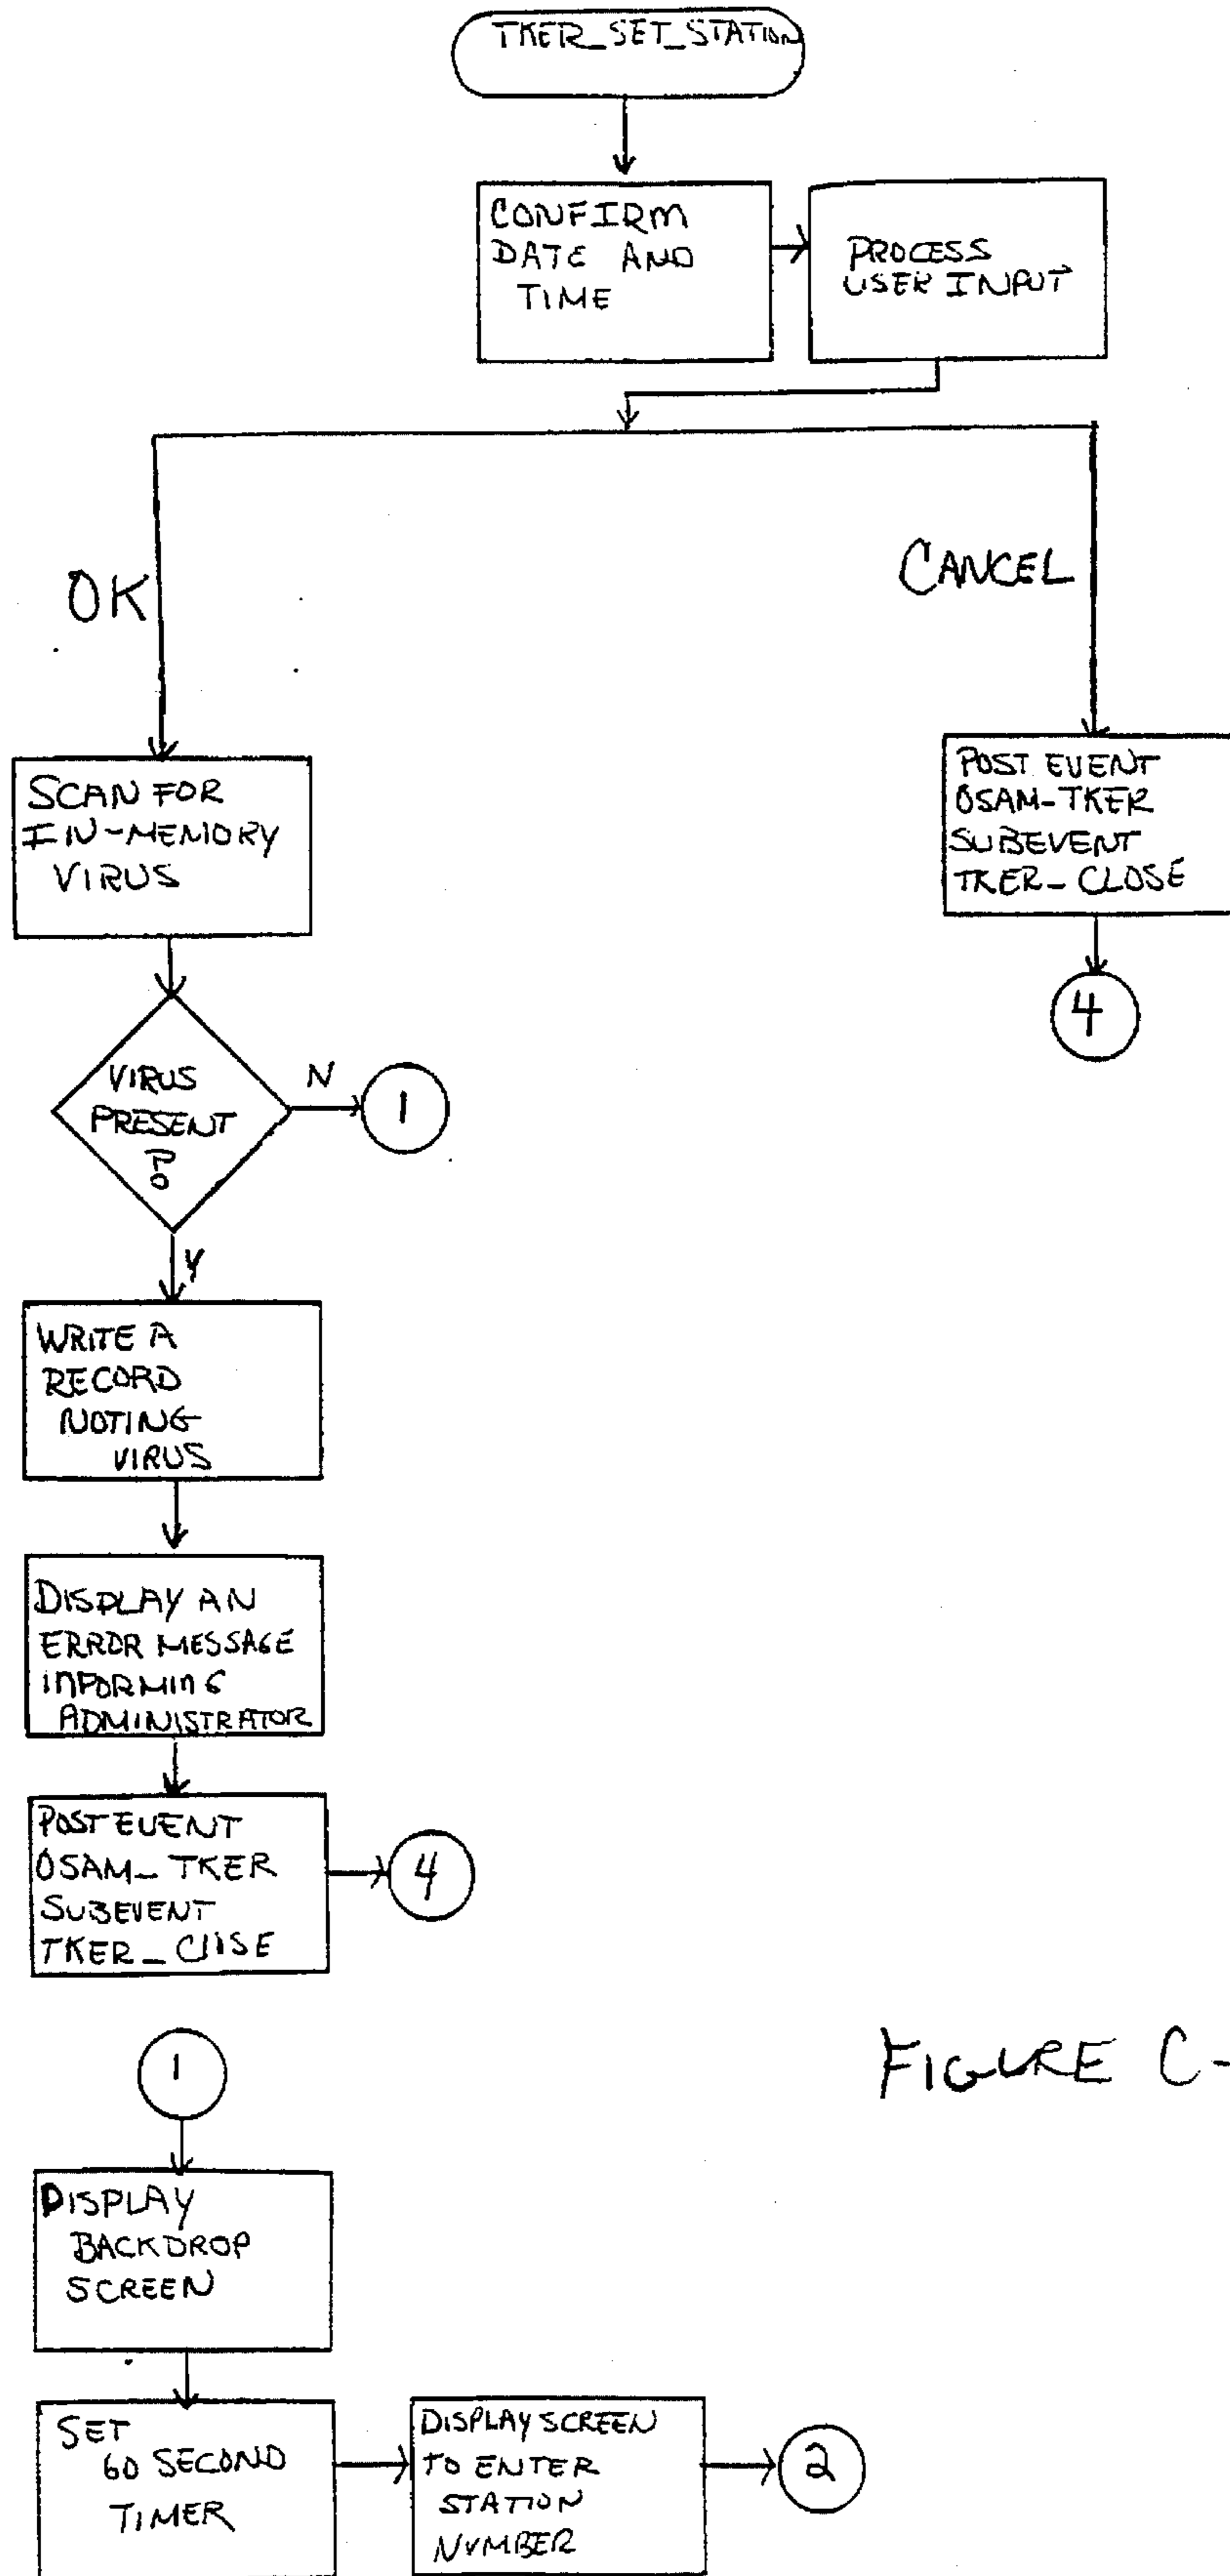 TKER_SET_STATION
CONFIRM
DATE AND
TIME
PROCESS
USER INPUT
OK
CANCEL
SCAN FOR
IN-MEMORY
VIRUS
POST EVENT
OSAM-TKER
SUBEVENT
TKER_CLOSE
4
VIRUS
PRESENT
?
N
1
Y
WRITE A
RECORD
NOTING
VIRUS
DISPLAY AN
ERROR MESSAGE
INFORMING
ADMINISTRATOR
POST EVENT
OSAM_TKER
SUBEVENT
TKER_CLOSE
4
1
FIGURE C-
DISPLAY
BACKDROP
SCREEN
SET
60 SECOND
TIMER
DISPLAY SCREEN
TO ENTER
STATION
NUMBER
2